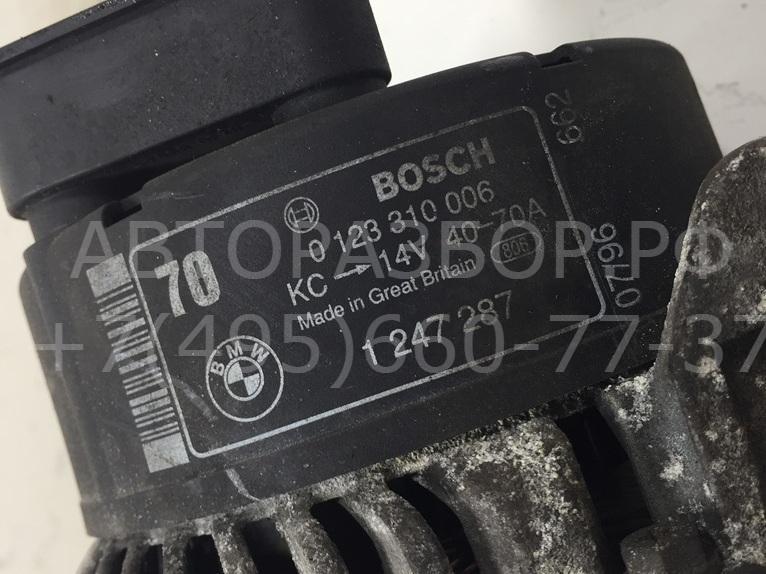 BOSCH
0 123 310 006
KC → 14V 40-70A
Made in Great Britain 806
70
1 247 287
BMW
662
АВТОРАЗБОР.РФ
+7(495)660-77-37